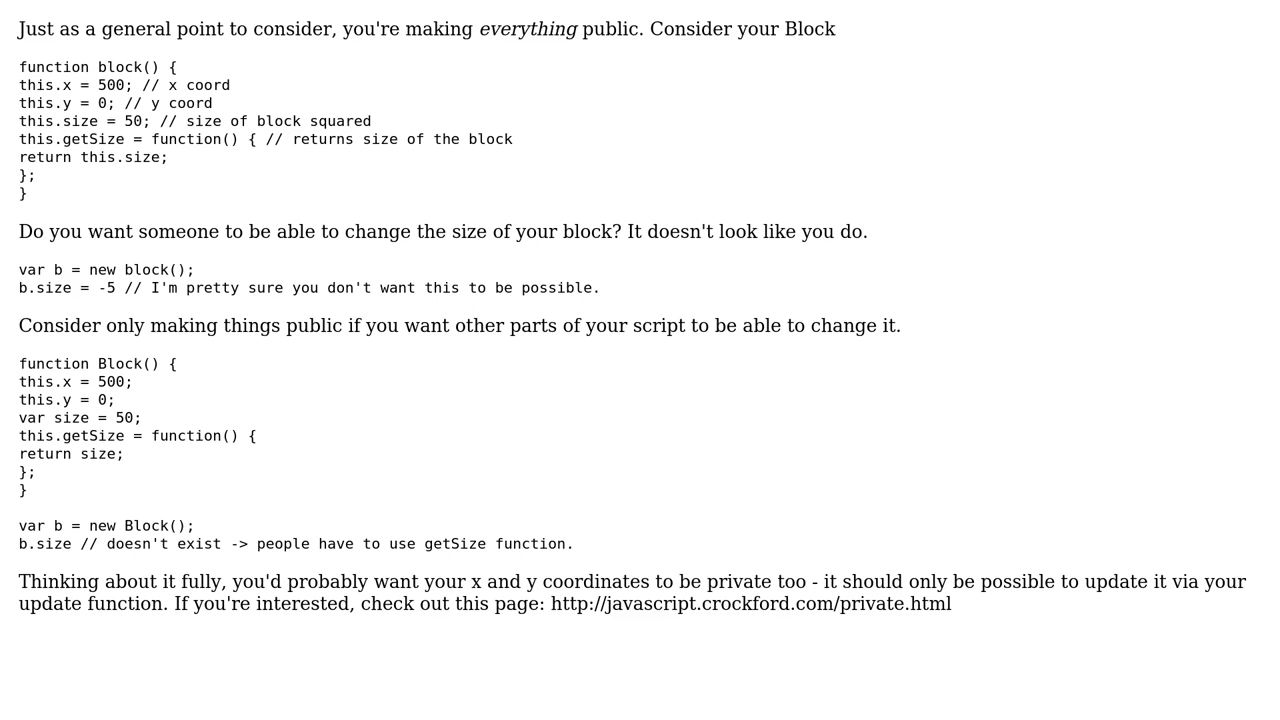 Just as a general point to consider, you're making everything public. Consider your Block
function block() {
this.x = 500; // x coord
this.y = 0; // y coord
this.size = 50; // size of block squared
this.getSize = function() { // returns size of the block
return this.size;
};
}
Do you want someone to be able to change the size of your block? It doesn't look like you do.
var b = new block();
b.size = -5 // I'm pretty sure you don't want this to be possible.
Consider only making things public if you want other parts of your script to be able to change it.
function Block() {
this.x = 500;
this.y = 0;
var size = 50;
this.getSize = function() {
return size;
};
}
var b = new Block();
b.size // doesn't exist -> people have to use getSize function.
Thinking about it fully, you'd probably want your x and y coordinates to be private too - it should only be possible to update it via your
update function. If you're interested, check out this page: http://javascript.crockford.com/private.html